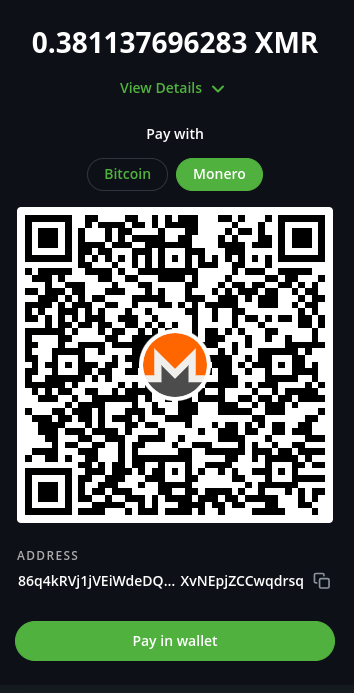 0.381137696283 XMR
View Details
Pay with
Bitcoin
Monero
ADDRESS
86q4kRVj1jVEiWdeDQ... XvNEpjZCCwqdrsq
Pay in wallet